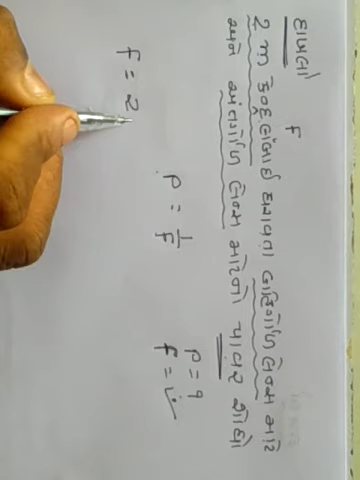 દાખલો
F
2 m કેન્દ્રલંબાઈ ધરાવતા બહિર્ગોળ લેન્સ માટે
અને અંતર્ગોળ લેન્સ માટેનો પાવર શોધો
P = ?
P = 1/F
F = ✓
F = 2